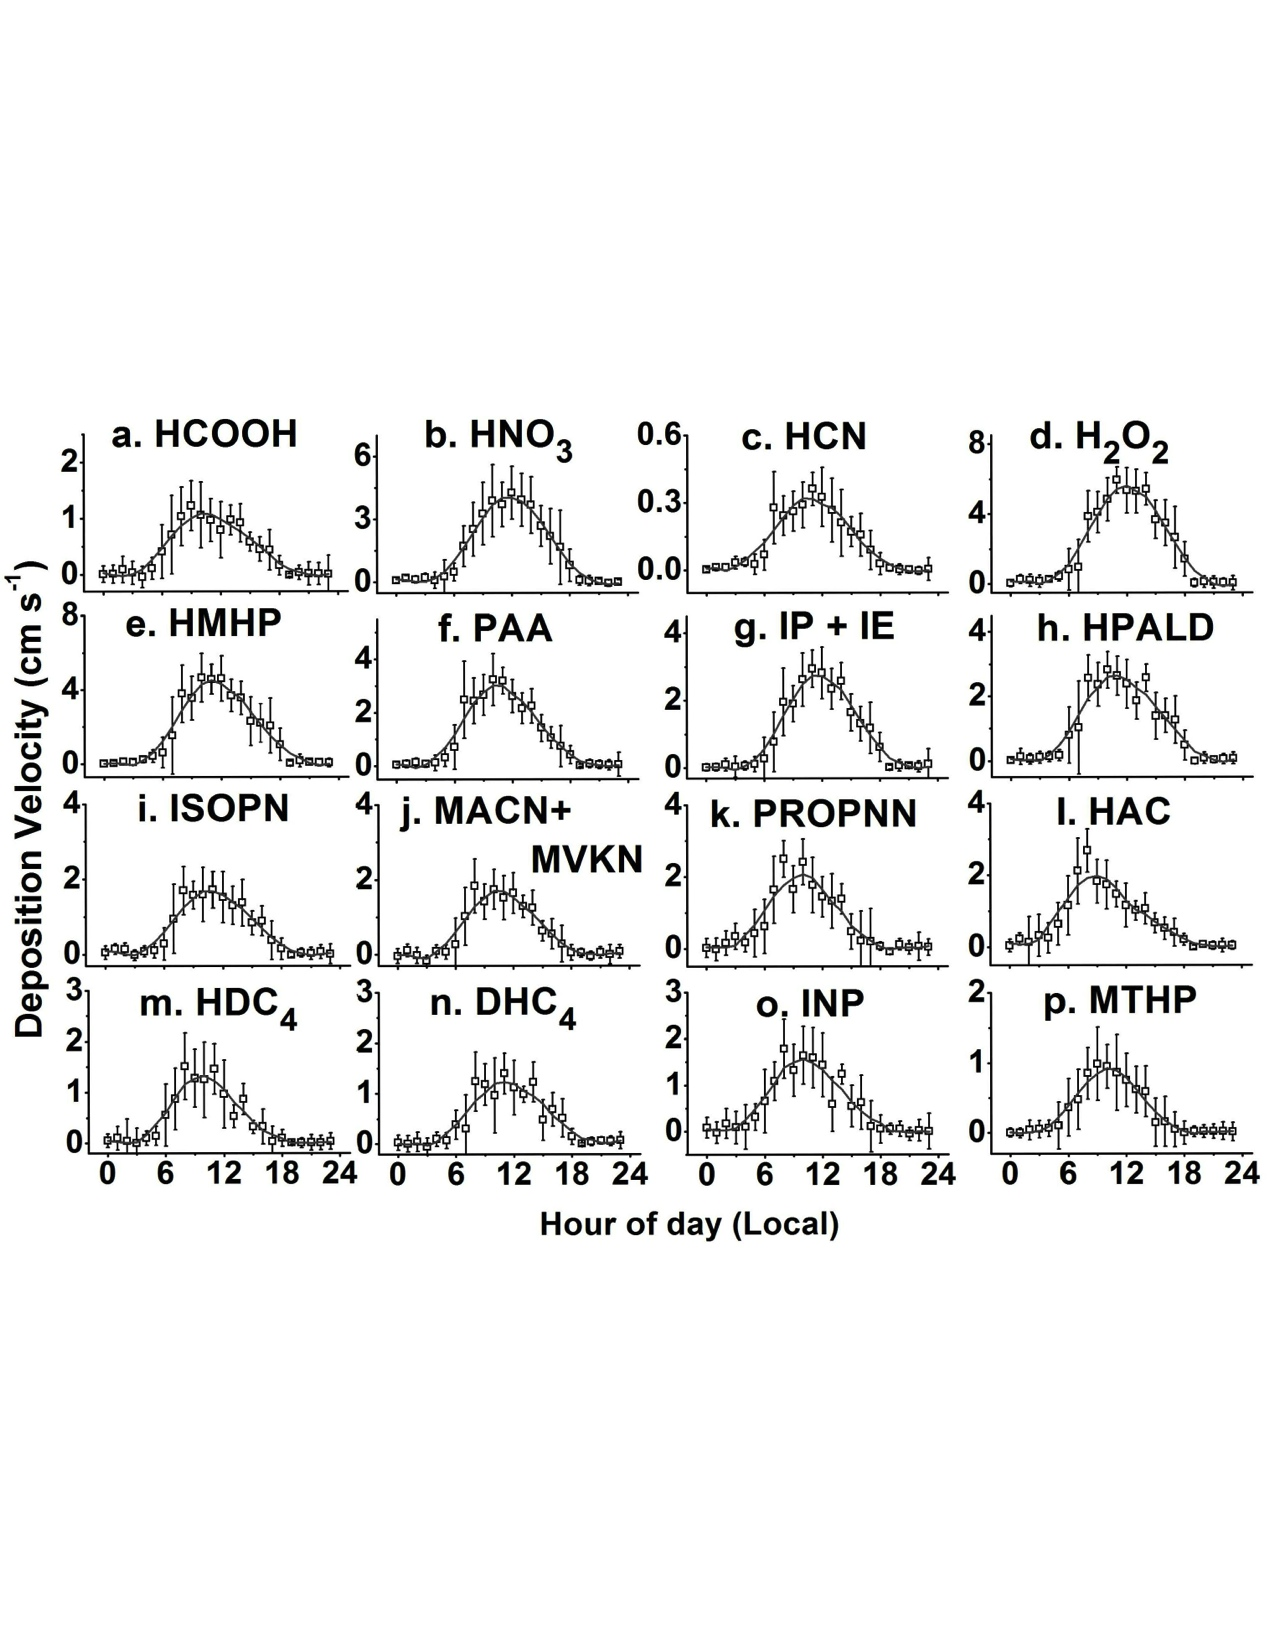 a. HCOOH
2
1
0
b. HNO3
6
3
0
c. HCN
0.6
0.3
0.0
d. H2O2
8
4
0
e. HMHP
8
4
0
f. PAA
4
2
0
g. IP + IE
4
2
0
h. HPALD
4
2
0
i. ISOPN
4
2
0
j. MACN+
MVKN
4
2
0
k. PROPNN
4
2
0
l. HAC
4
2
0
m. HDC4
3
2
1
0
0 6 12 18 24
n. DHC4
3
2
1
0
0 6 12 18 24
o. INP
3
2
1
0
0 6 12 18 24
p. MTHP
2
1
0
0 6 12 18 24
Deposition Velocity (cm s-1)
Hour of day (Local)